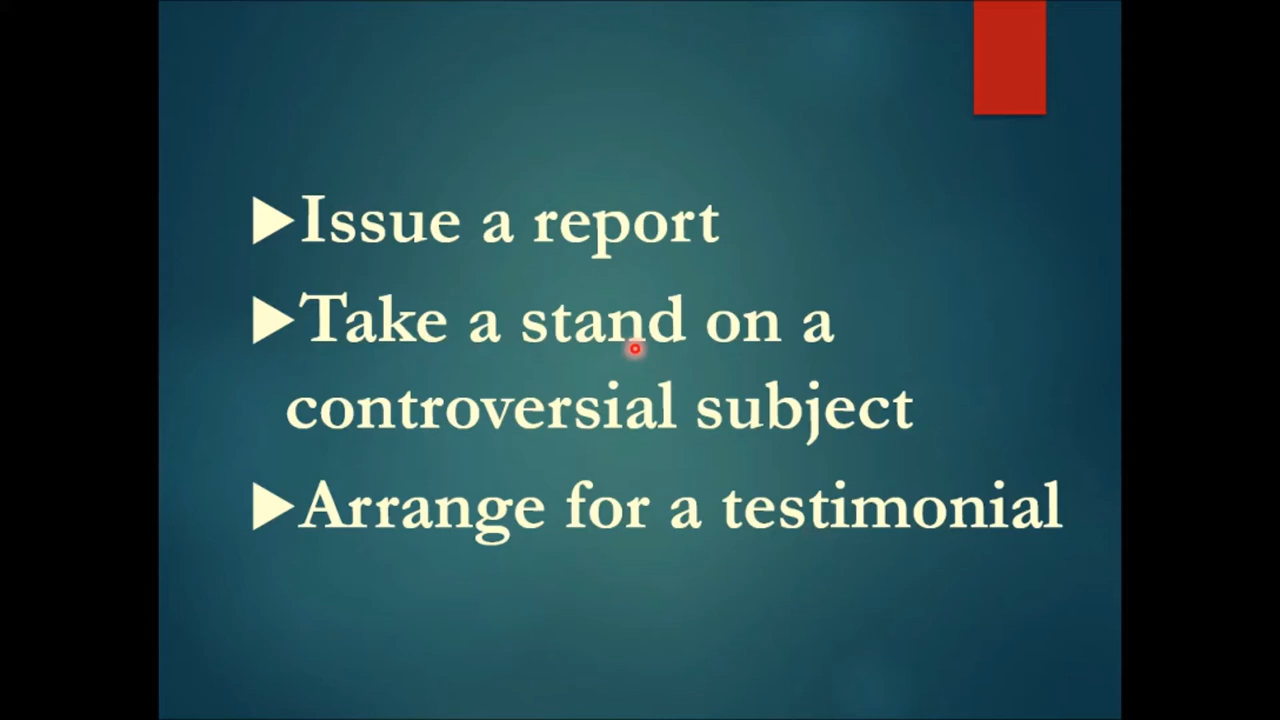 Issue a report
Take a stand on a
controversial subject
Arrange for a testimonial